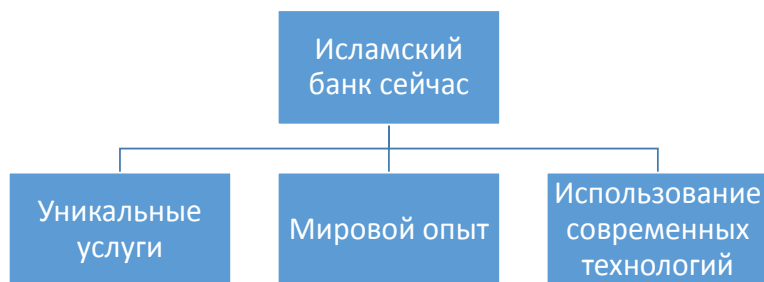 Исламский
банк сейчас
Уникальные
услуги
Мировой опыт
Использование
современных
технологий